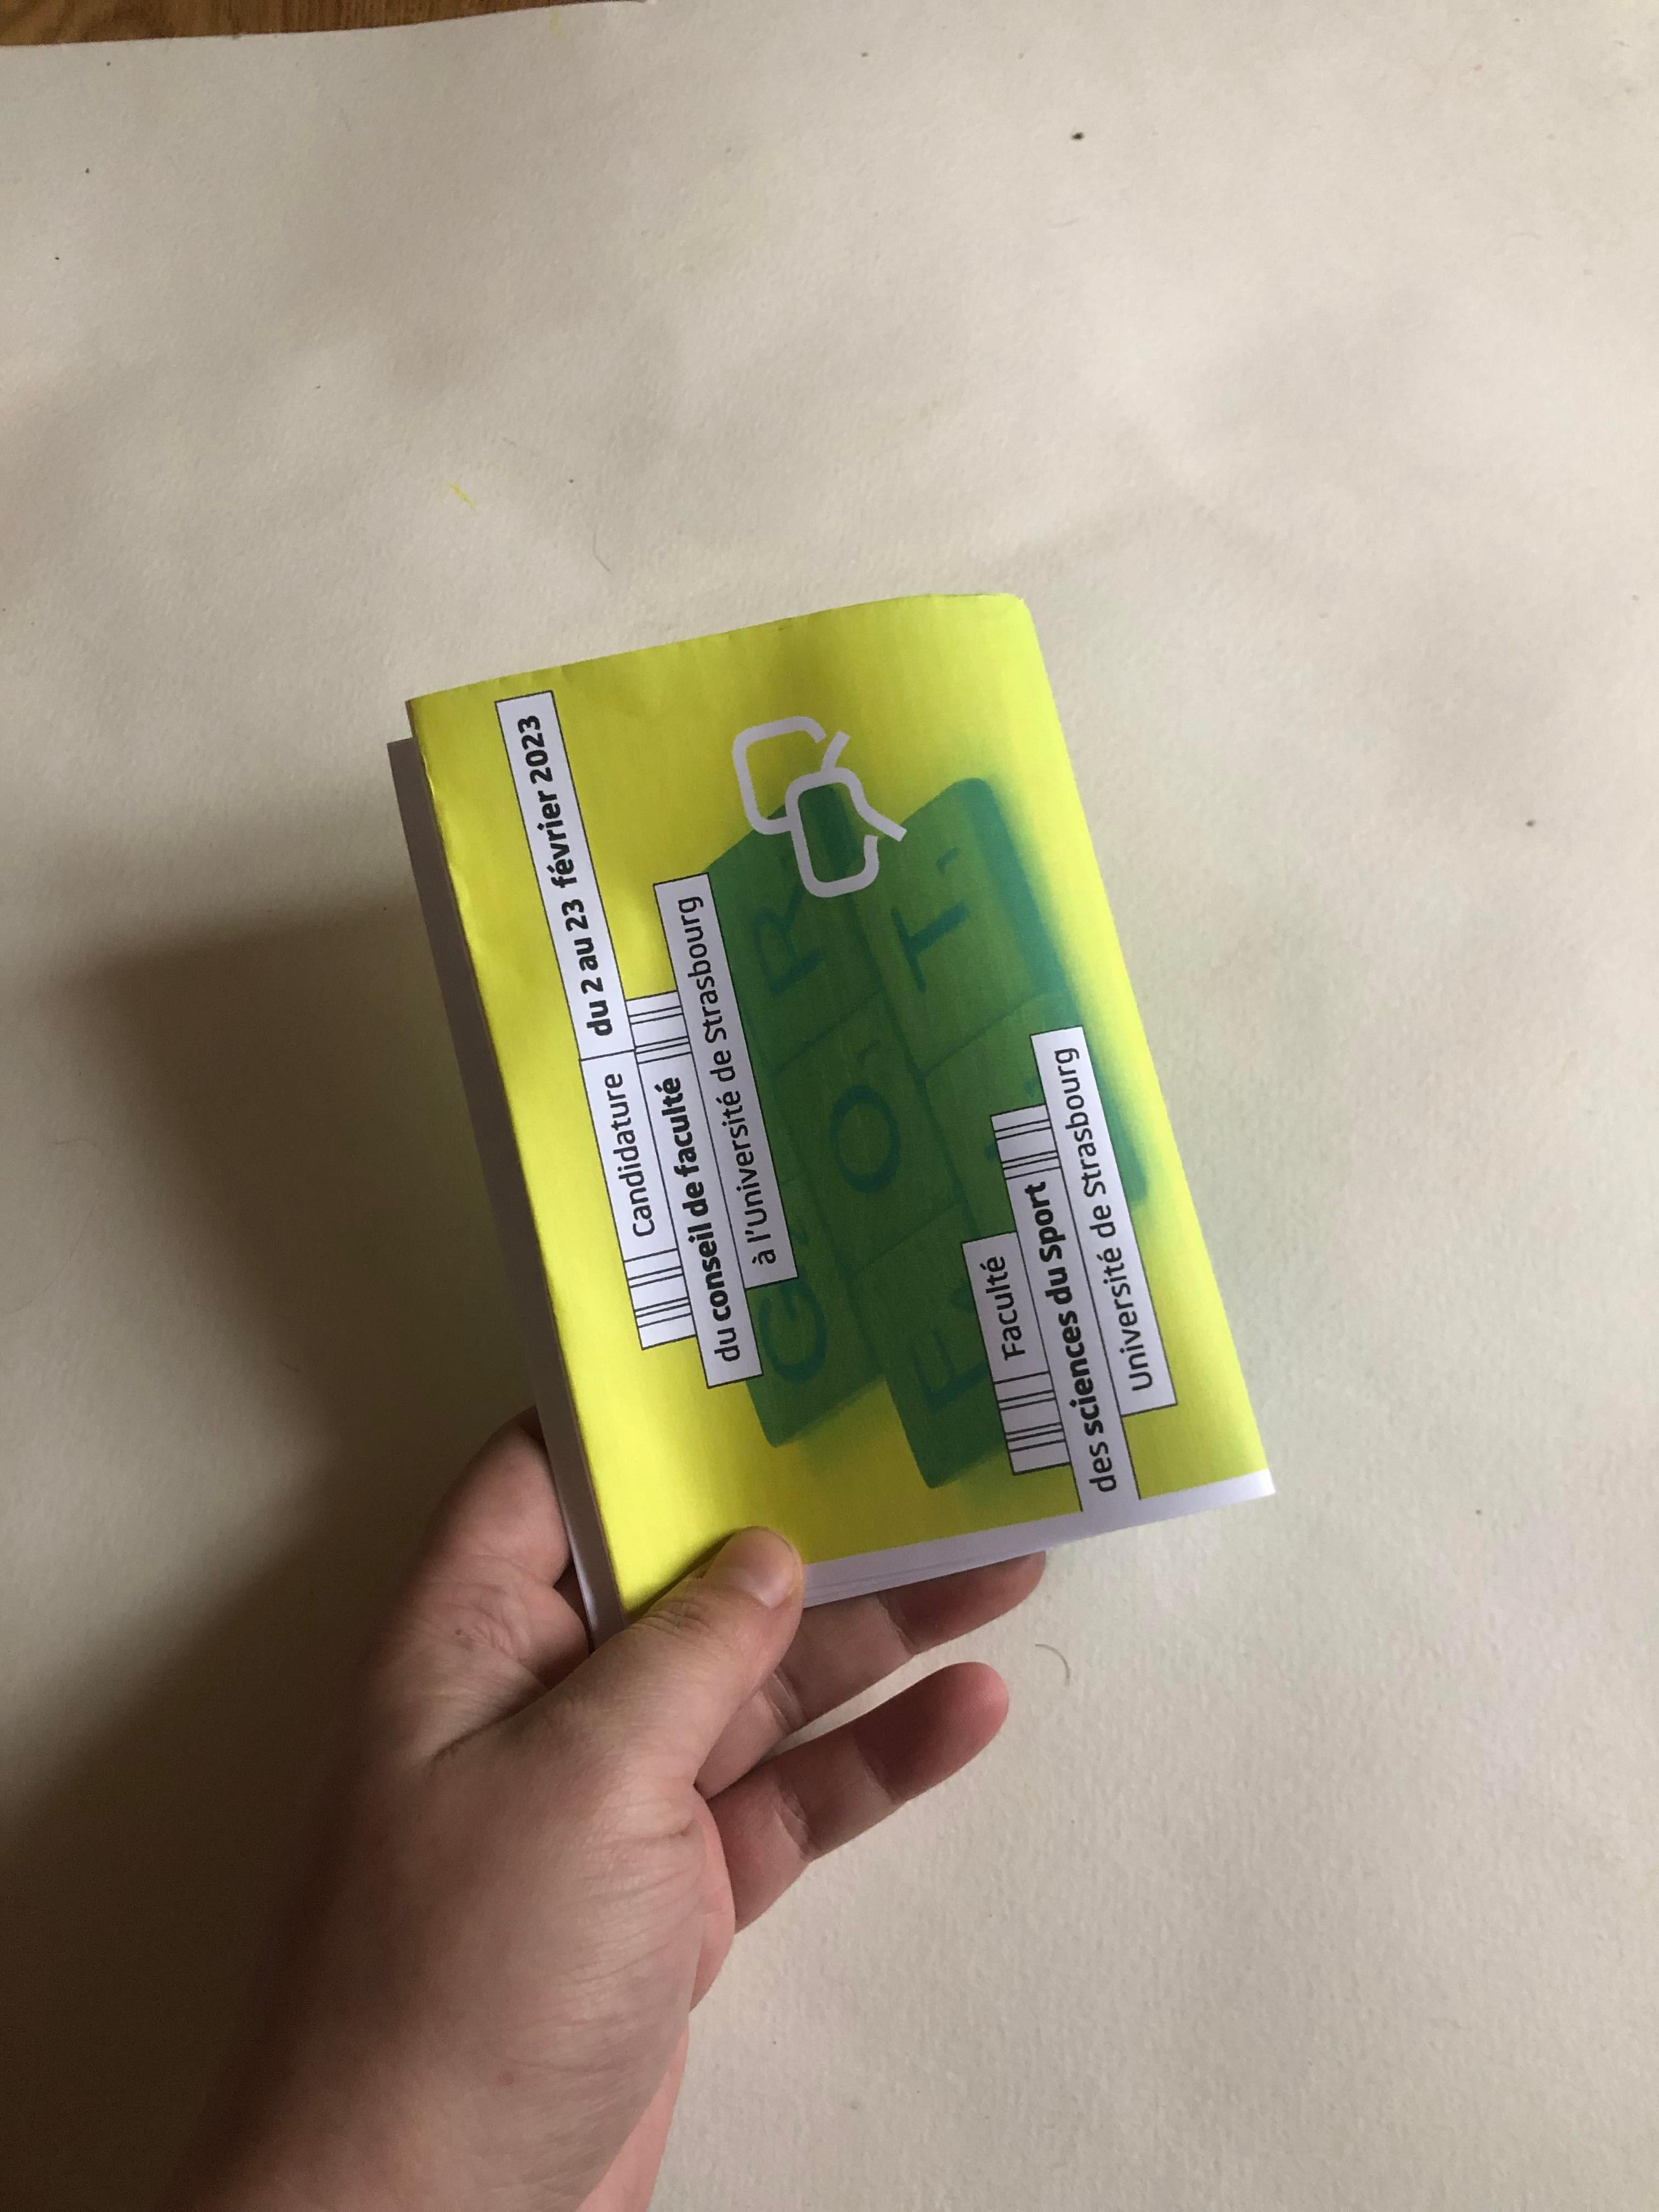 Candidature du 2 au 23 février 2023
du conseil de faculté
à l'Université de Strasbourg
Faculté
des sciences du sport
Université de Strasbourg